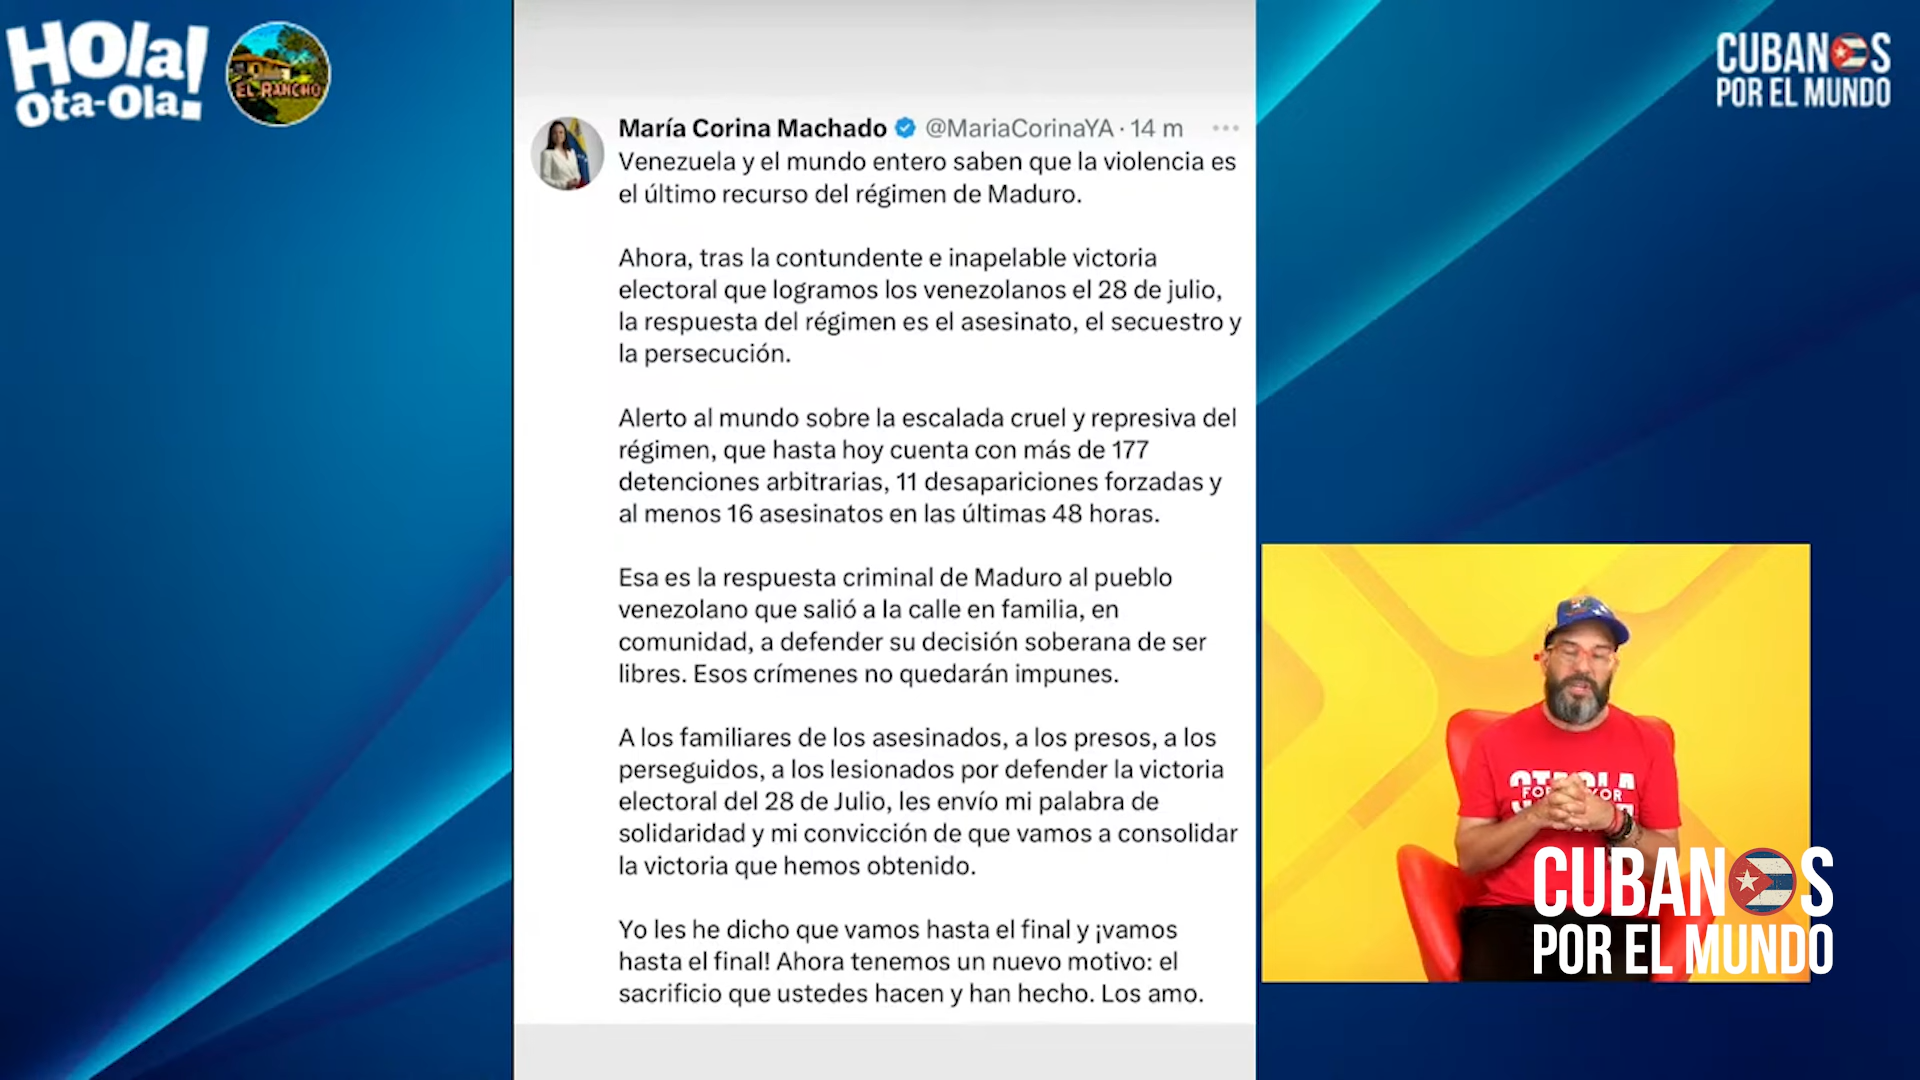 HOla!
Ota-Ola!
EL RANCHO
CUBANOS
POR EL MUNDO
María Corina Machado @MariaCorinaYA · 14 m
Venezuela y el mundo entero saben que la violencia es
el último recurso del régimen de Maduro.
Ahora, tras la contundente e inapelable victoria
electoral que logramos los venezolanos el 28 de julio,
la respuesta del régimen es el asesinato, el secuestro y
la persecución.
Alerto al mundo sobre la escalada cruel y represiva del
régimen, que hasta hoy cuenta con más de 177
detenciones arbitrarias, 11 desapariciones forzadas y
al menos 16 asesinatos en las últimas 48 horas.
Esa es la respuesta criminal de Maduro al pueblo
venezolano que salió a la calle en familia, en
comunidad, a defender su decisión soberana de ser
libres. Esos crímenes no quedarán impunes.
A los familiares de los asesinados, a los presos, a los
perseguidos, a los lesionados por defender la victoria
electoral del 28 de Julio, les envío mi palabra de
solidaridad y mi convicción de que vamos a consolidar
la victoria que hemos obtenido.
Yo les he dicho que vamos hasta el final y ¡vamos
hasta el final! Ahora tenemos un nuevo motivo: el
sacrificio que ustedes hacen y han hecho. Los amo.
OTAOLA
CUBANOS
POR EL MUNDO